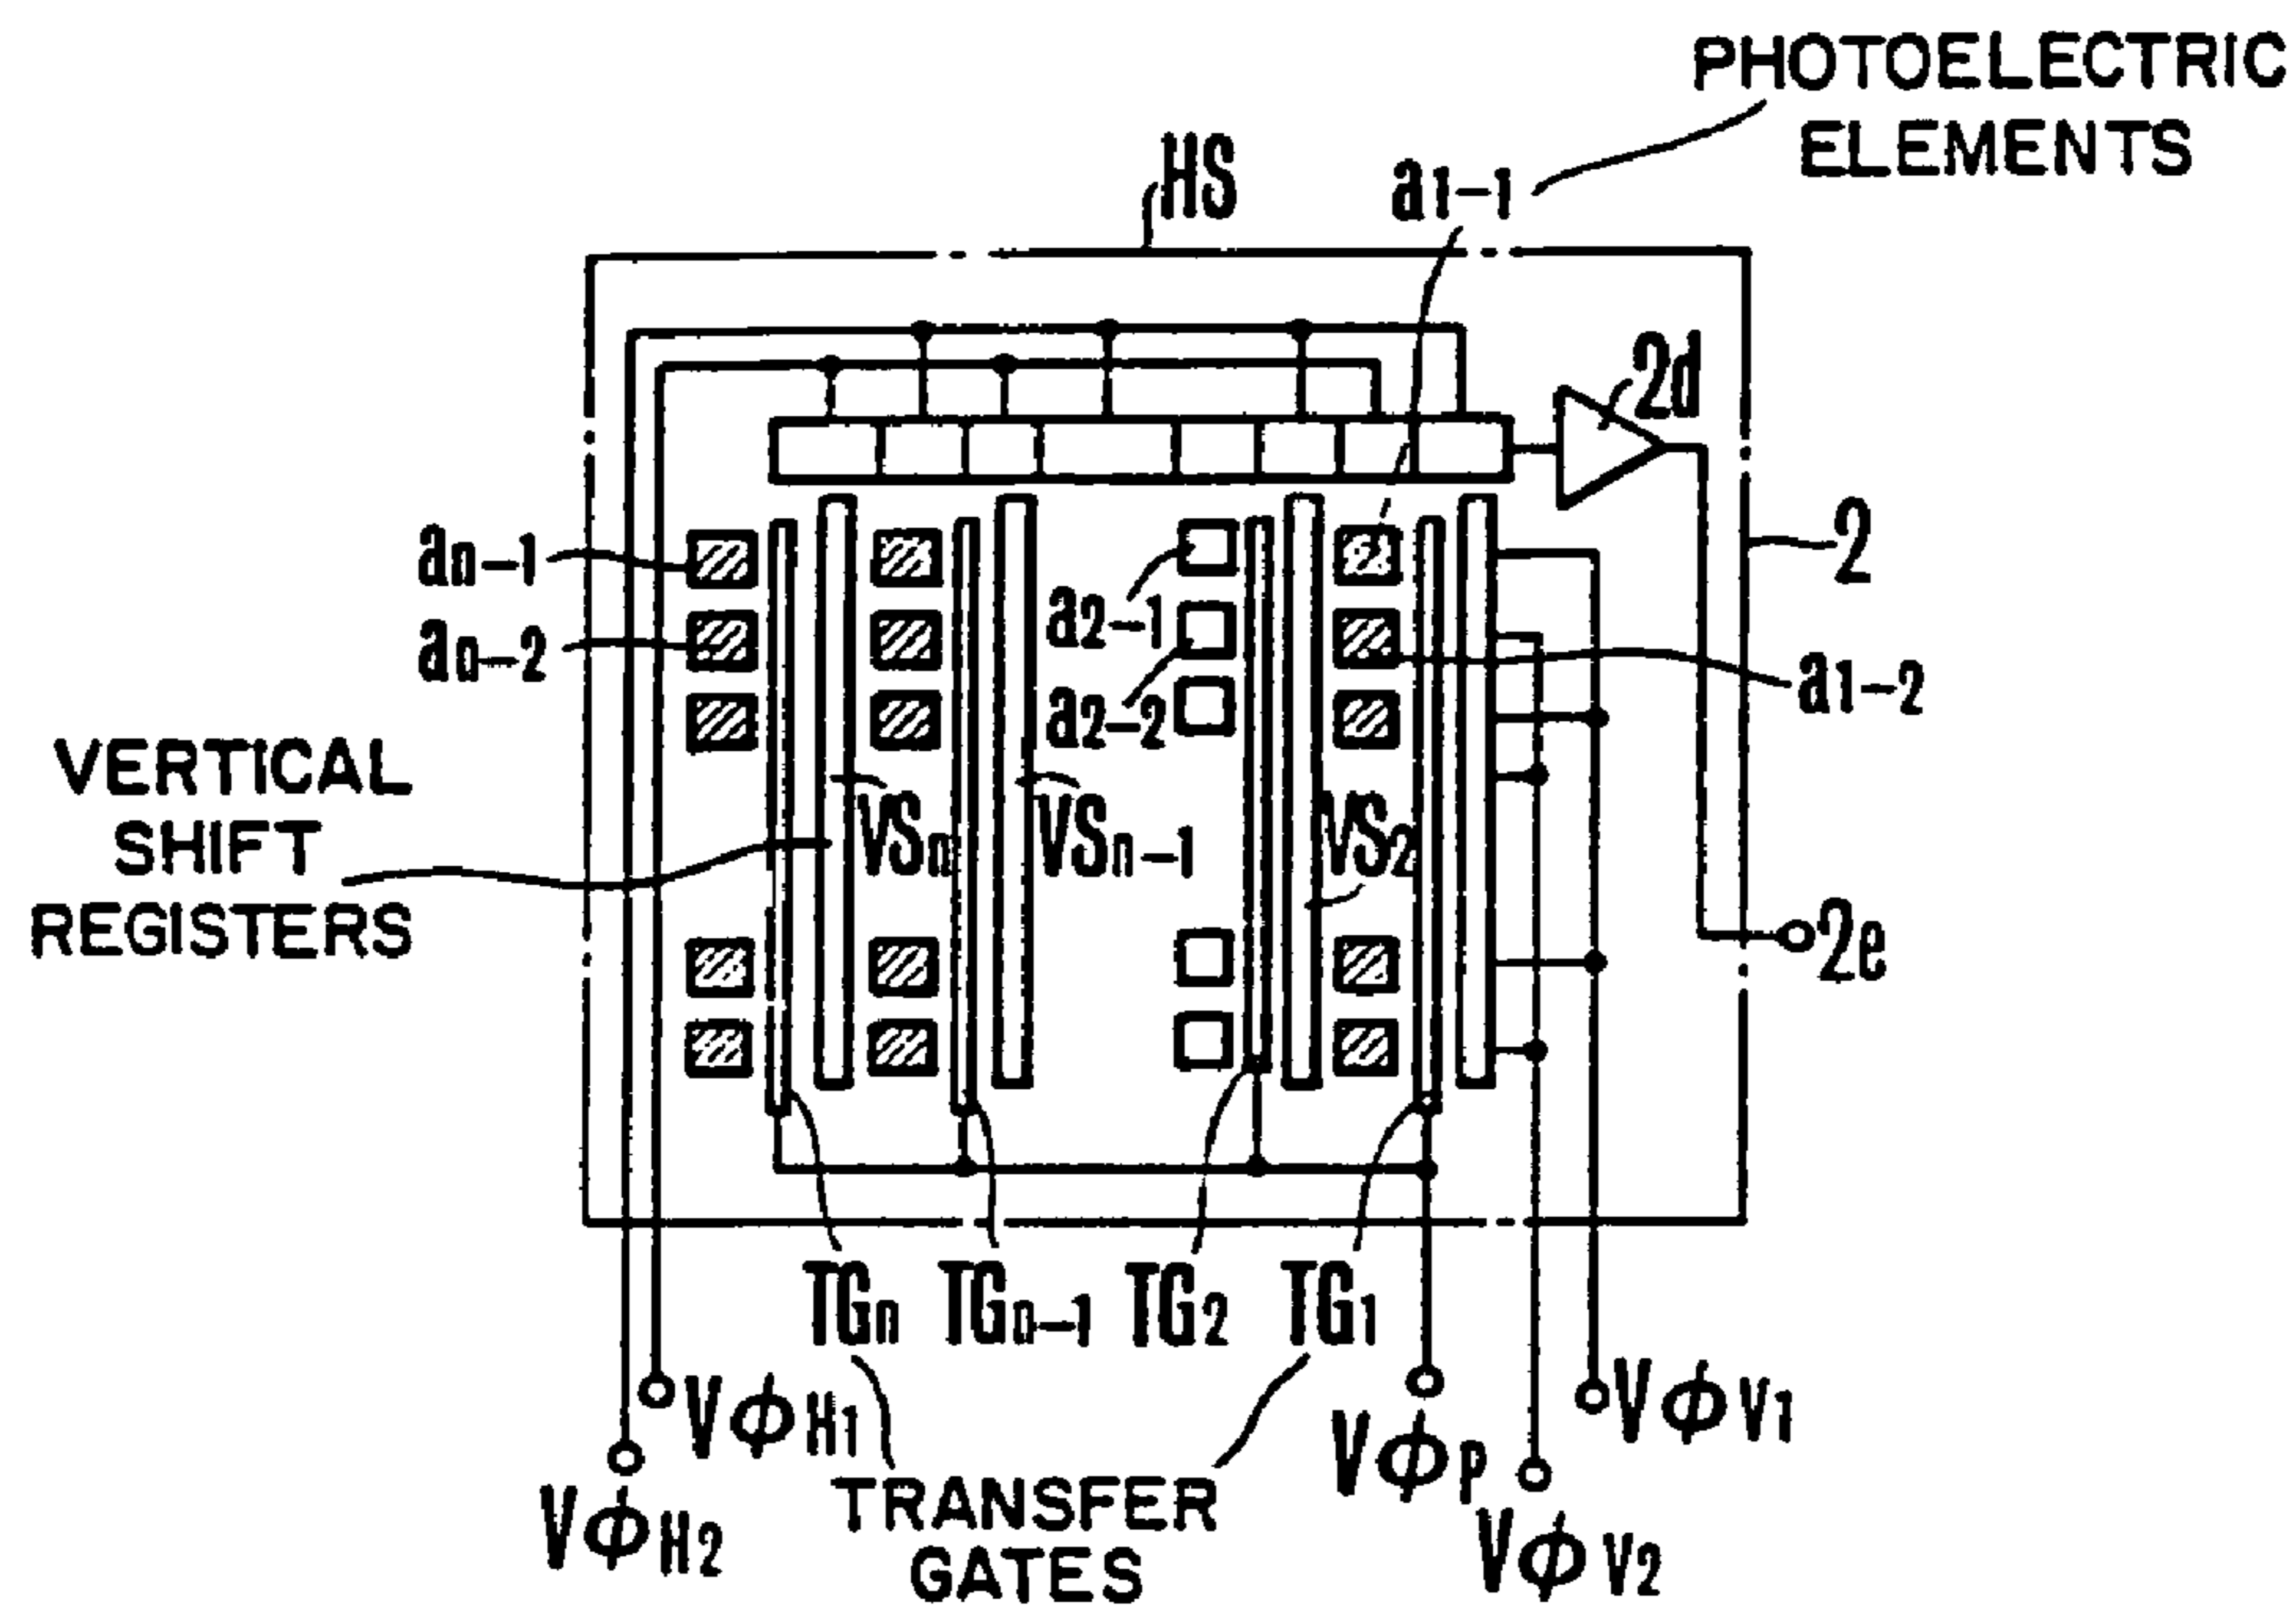 PHOTOELECTRIC
ELEMENTS
HS
a1-1
2d
an-1
2
a2-1
an-2
a1-2
a2-2
VERTICAL
SHIFT
REGISTERS
VSn
VSn-1
VS2
2e
TGn
TGn-1
TG2
TG1
VΦH1
VΦV1
VΦP
TRANSFER
GATES
VΦH2
VΦV2